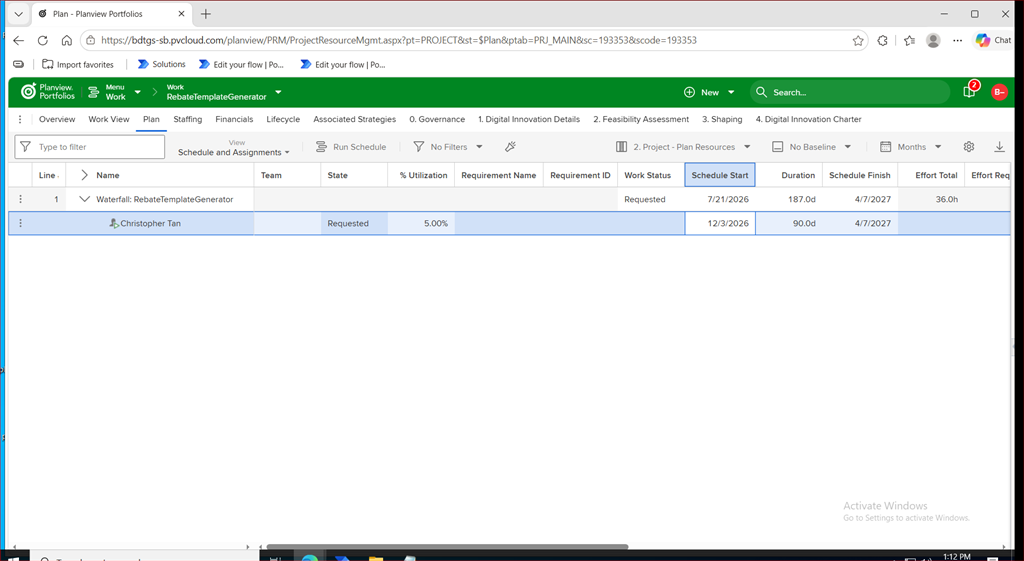 Plan - Planview Portfolios
https://bdtgs-sb.pvcloud.com/planview/PRM/ProjectResourceMgmt.aspx?pt=PROJECT&st=$Plan&ptab=PRJ_MAIN&sc=193353&scode=193353
Chat
Import favorites
Solutions
Edit your flow | Po...
Edit your flow | Po...
Planview.
Portfolios
Menu
Work
Work
RebateTemplateGenerator
New
Search...
2
B-
Overview
Work View
Plan
Staffing
Financials
Lifecycle
Associated Strategies
0. Governance
1. Digital Innovation Details
2. Feasibility Assessment
3. Shaping
4. Digital Innovation Charter
Type to filter
View
Schedule and Assignments
Run Schedule
No Filters
2. Project - Plan Resources
No Baseline
Months
Line Name Team State % Utilization Requirement Name Requirement ID Work Status Schedule Start Duration Schedule Finish Effort Total Effort Req
1 Waterfall: RebateTemplateGenerator Requested 7/21/2026 187.0d 4/7/2027 36.0h
Christopher Tan Requested 5.00% 12/3/2026 90.0d 4/7/2027
Activate Windows
Go to Settings to activate Windows.
1:12 PM